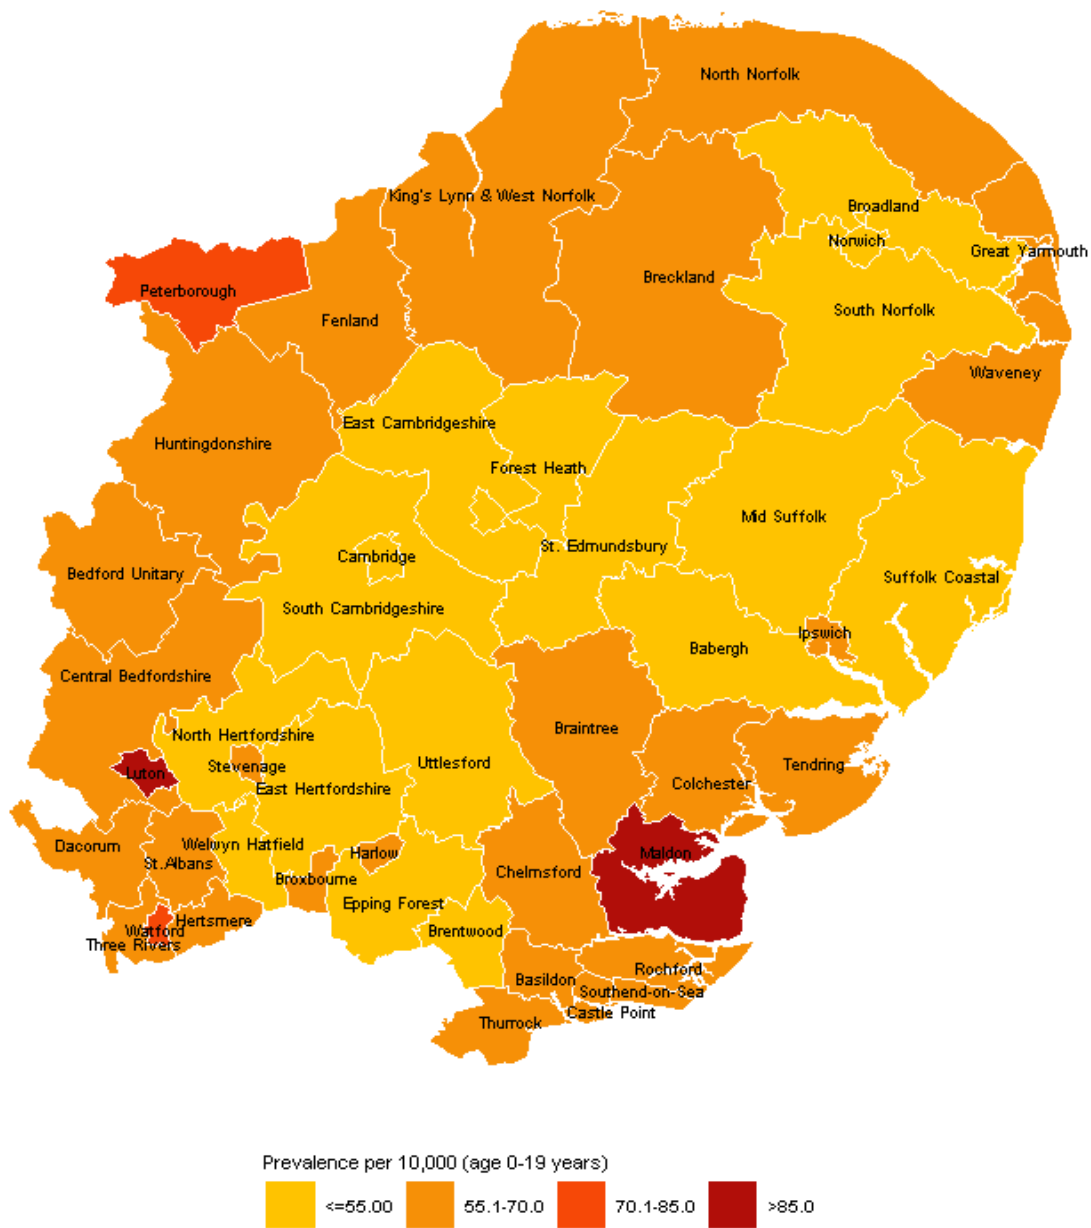 North Norfolk
King's Lynn & West Norfolk
Broadland
Norwich
Great Yarmouth
Breckland
Peterborough
South Norfolk
Fenland
Waveney
East Cambridgeshire
Huntingdonshire
Forest Heath
Mid Suffolk
St. Edmundsbury
Cambridge
Bedford Unitary
Suffolk Coastal
South Cambridgeshire
Ipswich
Babergh
Central Bedfordshire
Braintree
North Hertfordshire
Uttlesford
Tendring
Stevenage
Luton
Colchester
East Hertfordshire
Dacorum
Welwyn Hatfield
Harlow
Maldon
St.Albans
Chelmsford
Broxbourne
Epping Forest
Hertsmere
Watford
Brentwood
Three Rivers
Rochford
Basildon
Southend-on-Sea
Castle Point
Thurrock
Prevalence per 10,000 (age 0-19 years)
<=55.00 55.1-70.0 70.1-85.0 >85.0